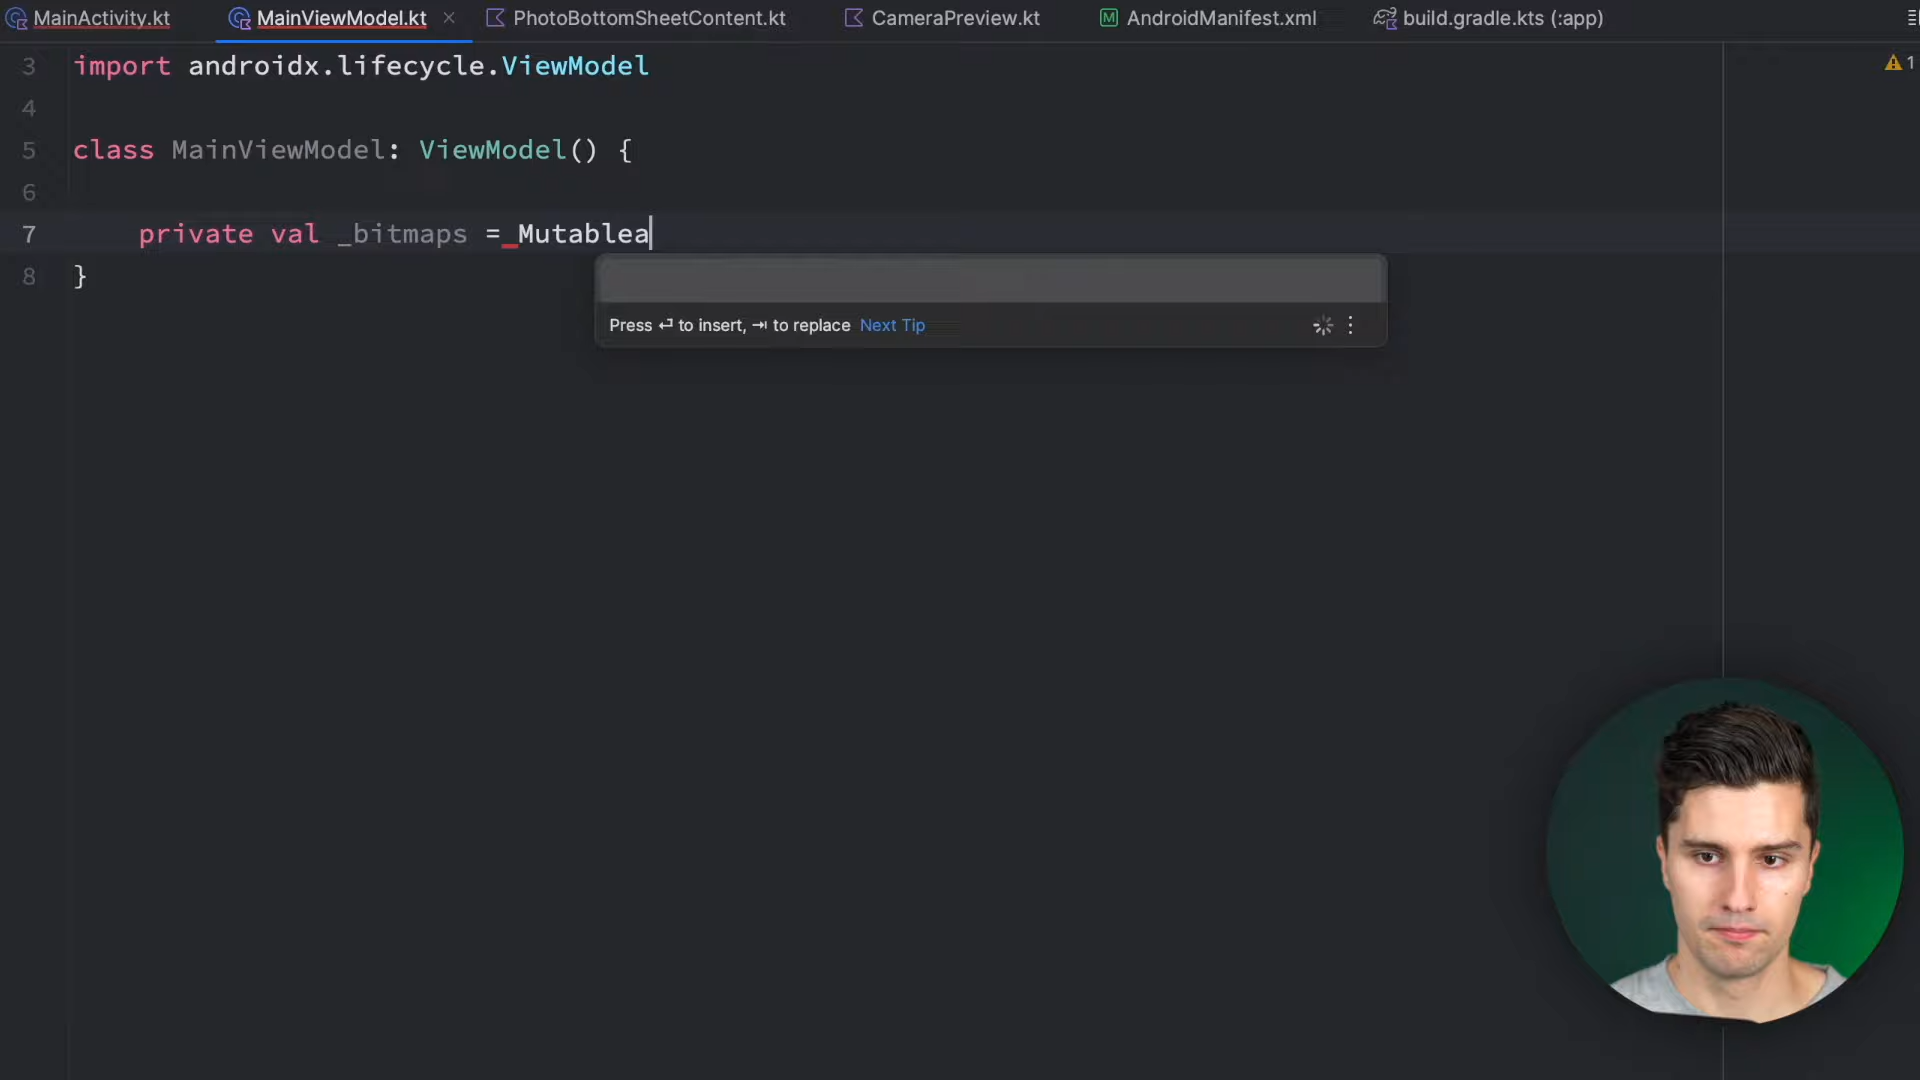 MainActivity.kt MainViewModel.kt PhotoBottomSheetContent.kt CameraPreview.kt AndroidManifest.xml build.gradle.kts (:app)
3 import androidx.lifecycle.ViewModel
1
4
5 class MainViewModel: ViewModel() {
6
7 private val _bitmaps = Mutablea
8 }
Press ⏎ to insert, ⇥ to replace Next Tip